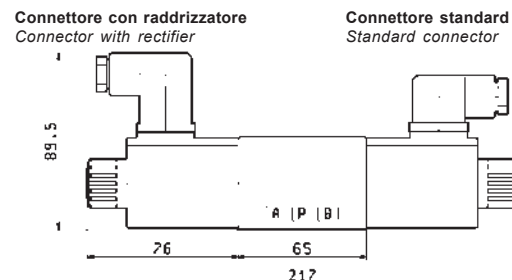 Connettore con raddrizzatore
Connector with rectifier
Connettore standard
Standard connector
89.5
A P B
76 65
217